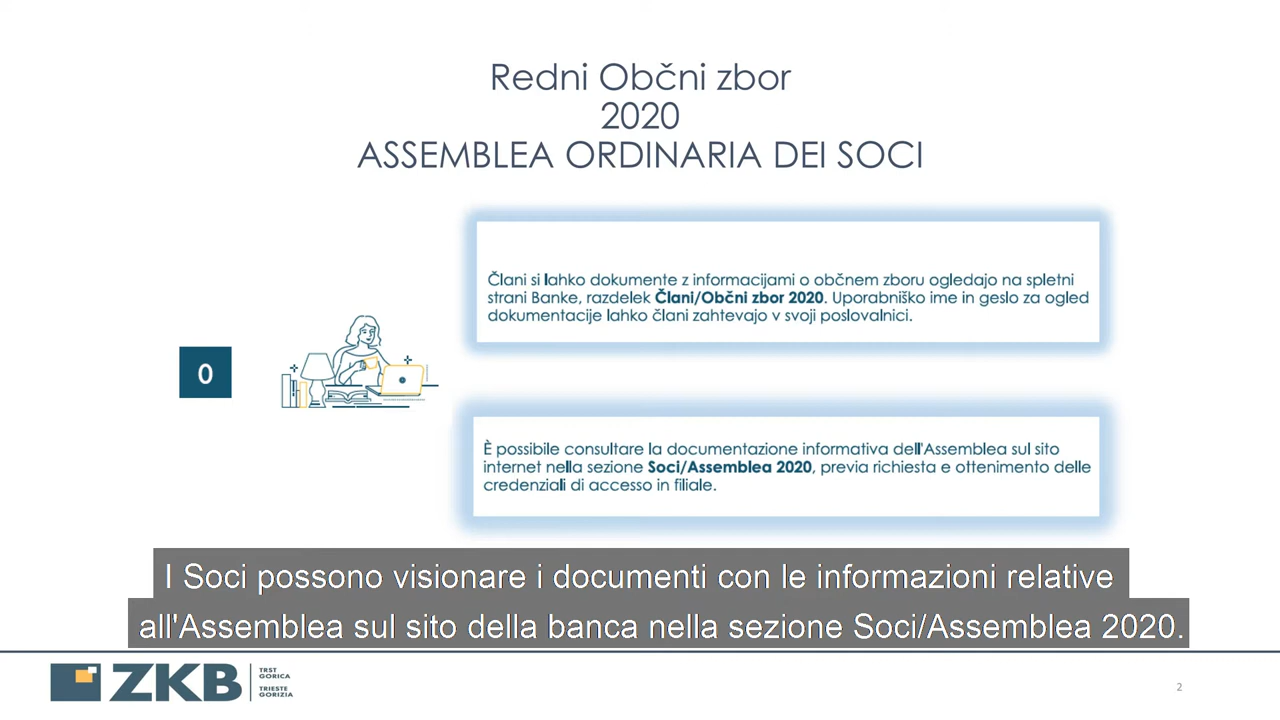 Redni Občni zbor
2020
ASSEMBLEA ORDINARIA DEI SOCI
Člani si lahko dokumente z informacijami o občnem zboru ogledajo na spletni
strani Banke, razdelek Člani/Občni zbor 2020. Uporabniško ime in geslo za ogled
dokumentacije lahko člani zahtevajo v svoji poslovalnici.
0
È possibile consultare la documentazione informativa dell'Assemblea sul sito
internet nella sezione Soci/Assemblea 2020, previa richiesta e ottenimento delle
credenziali di accesso in filiale.
I Soci possono visionare i documenti con le informazioni relative
all'Assemblea sul sito della banca nella sezione Soci/Assemblea 2020.
ZKB
TRST
GORICA
TRIESTE
GORIZIA
2